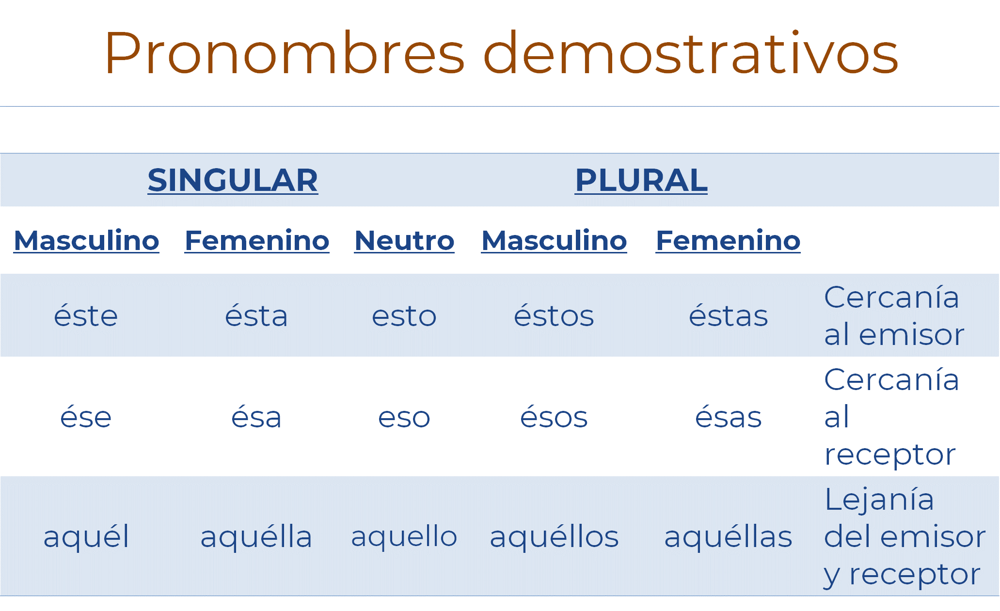 Pronombres demostrativos
SINGULAR PLURAL
Masculino Femenino Neutro Masculino Femenino
éste ésta esto éstos éstas Cercanía
al emisor
ése ésa eso ésos ésas Cercanía
al
receptor
aquél aquélla aquello aquéllos aquéllas Lejanía
del emisor
y receptor